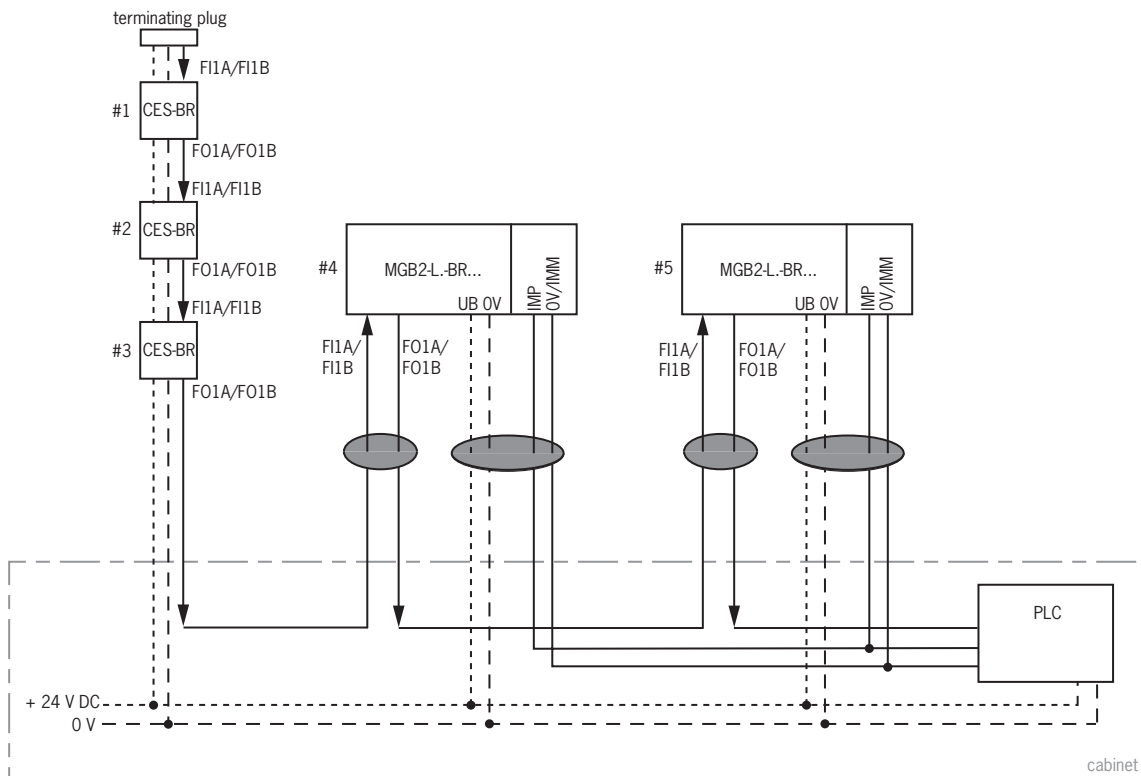 terminating plug
FI1A/FI1B
#1
CES-BR
FO1A/FO1B
FI1A/FI1B
#2
CES-BR
FO1A/FO1B
FI1A/FI1B
#3
CES-BR
FO1A/FO1B
#4
MGB2-L.-BR...
UB 0V
IMP
0V/IMM
FI1A/
FI1B
FO1A/
FO1B
#5
MGB2-L.-BR...
UB 0V
IMP
0V/IMM
FI1A/
FI1B
FO1A/
FO1B
PLC
+ 24 V DC
0 V
cabinet